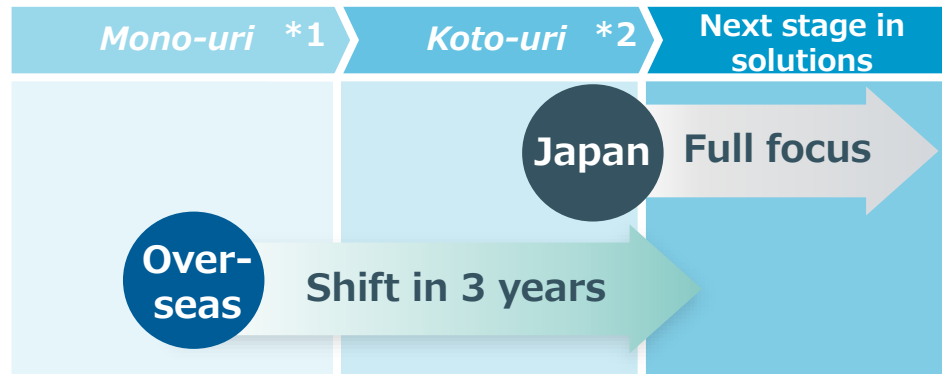 Mono-uri *1
Koto-uri *2
Next stage in
solutions
Japan
Full focus
Over-
seas
Shift in 3 years